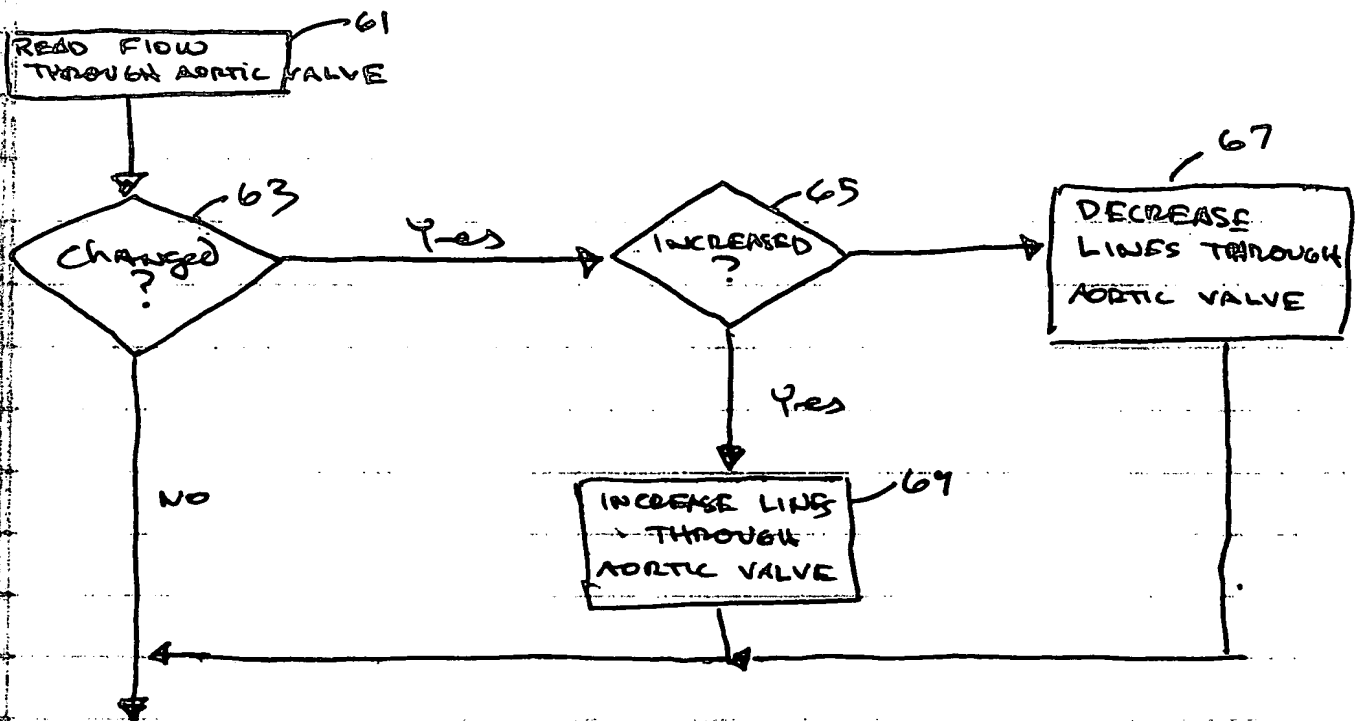 61
READ FLOW
THROUGH AORTIC VALVE
63
Changed
?
Yes
65
INCREASED
?
67
DECREASE
LINES THROUGH
AORTIC VALVE
Yes
NO
69
INCREASE LINES
THROUGH
AORTIC VALVE